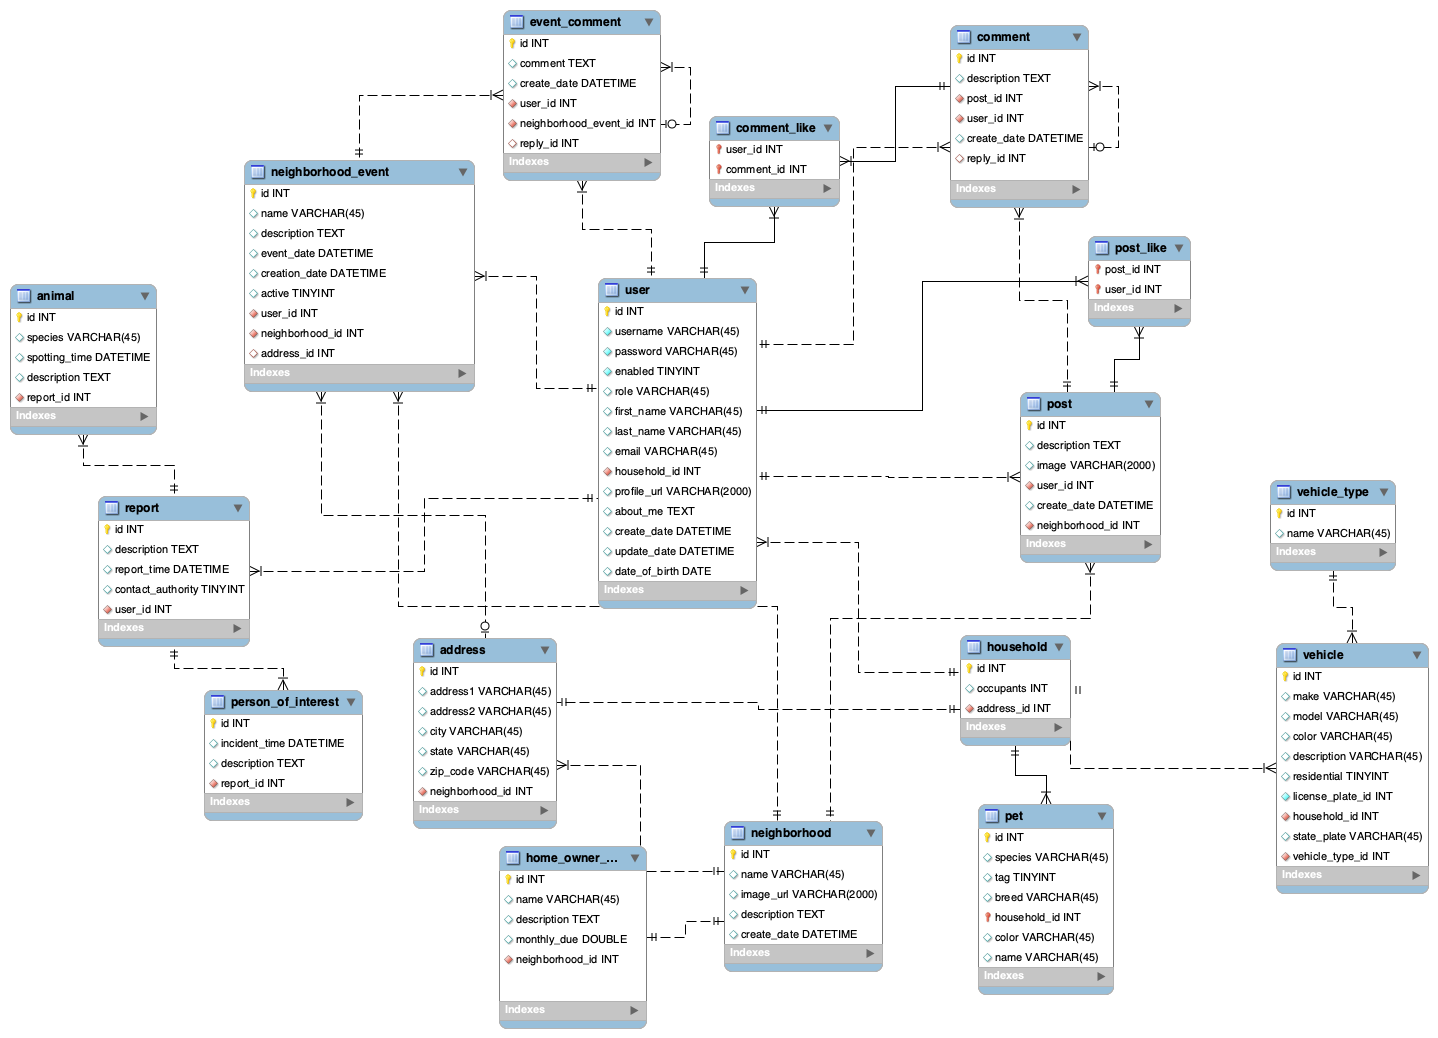 event_comment
id INT
comment TEXT
create_date DATETIME
user_id INT
neighborhood_event_id INT
reply_id INT
Indexes
comment
id INT
description TEXT
post_id INT
user_id INT
create_date DATETIME
reply_id INT
Indexes
comment_like
user_id INT
comment_id INT
Indexes
neighborhood_event
id INT
name VARCHAR(45)
description TEXT
event_date DATETIME
creation_date DATETIME
active TINYINT
user_id INT
neighborhood_id INT
address_id INT
Indexes
post_like
post_id INT
user_id INT
Indexes
animal
id INT
species VARCHAR(45)
spotting_time DATETIME
description TEXT
report_id INT
Indexes
user
id INT
username VARCHAR(45)
password VARCHAR(45)
enabled TINYINT
role VARCHAR(45)
first_name VARCHAR(45)
last_name VARCHAR(45)
email VARCHAR(45)
household_id INT
profile_url VARCHAR(2000)
about_me TEXT
create_date DATETIME
update_date DATETIME
date_of_birth DATE
Indexes
post
id INT
description TEXT
image VARCHAR(2000)
user_id INT
create_date DATETIME
neighborhood_id INT
Indexes
vehicle_type
id INT
name VARCHAR(45)
Indexes
report
id INT
description TEXT
report_time DATETIME
contact_authority TINYINT
user_id INT
Indexes
address
id INT
address1 VARCHAR(45)
address2 VARCHAR(45)
city VARCHAR(45)
state VARCHAR(45)
zip_code VARCHAR(45)
neighborhood_id INT
Indexes
household
id INT
occupants INT
address_id INT
Indexes
vehicle
id INT
make VARCHAR(45)
model VARCHAR(45)
color VARCHAR(45)
description VARCHAR(45)
residential TINYINT
license_plate_id INT
household_id INT
state_plate VARCHAR(45)
vehicle_type_id INT
Indexes
person_of_interest
id INT
incident_time DATETIME
description TEXT
report_id INT
Indexes
pet
id INT
species VARCHAR(45)
tag TINYINT
breed VARCHAR(45)
household_id INT
color VARCHAR(45)
name VARCHAR(45)
Indexes
neighborhood
id INT
name VARCHAR(45)
image_url VARCHAR(2000)
description TEXT
create_date DATETIME
Indexes
home_owner_...
id INT
name VARCHAR(45)
description TEXT
monthly_due DOUBLE
neighborhood_id INT
Indexes